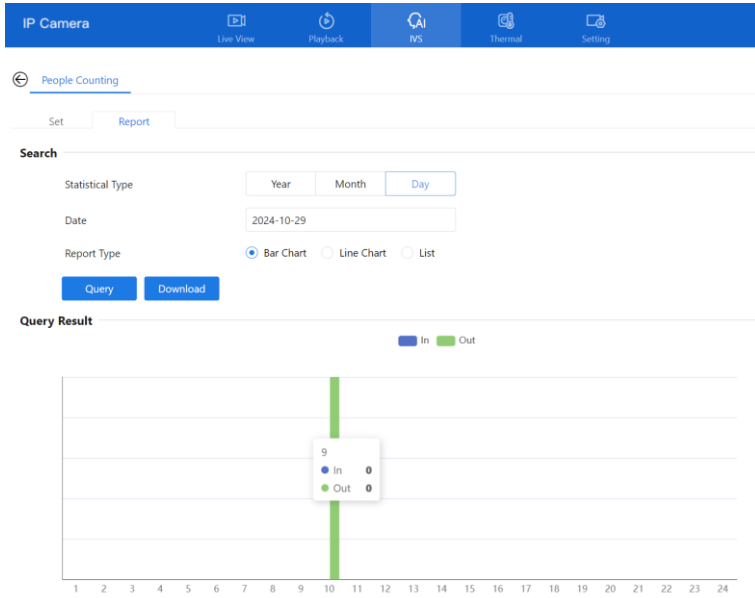 IP Camera
Live View
Playback
AI
IVS
Thermal
Setting
People Counting
Set Report
Search
Statistical Type Year Month Day
Date 2024-10-29
Report Type Bar Chart Line Chart List
Query Download
Query Result
In Out
9
In 0
Out 0
1 2 3 4 5 6 7 8 9 10 11 12 13 14 15 16 17 18 19 20 21 22 23 24